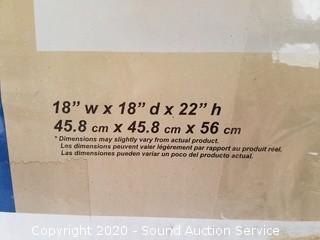 18” w x 18” d x 22” h
45.8 cm x 45.8 cm x 56 cm
* Dimensions may slightly vary from actual product.
Les dimensions peuvent valer légèrement par rapport au produit réel.
Las dimensiones pueden variar un poco del producto actual.
Copyright 2020 - Sound Auction Service